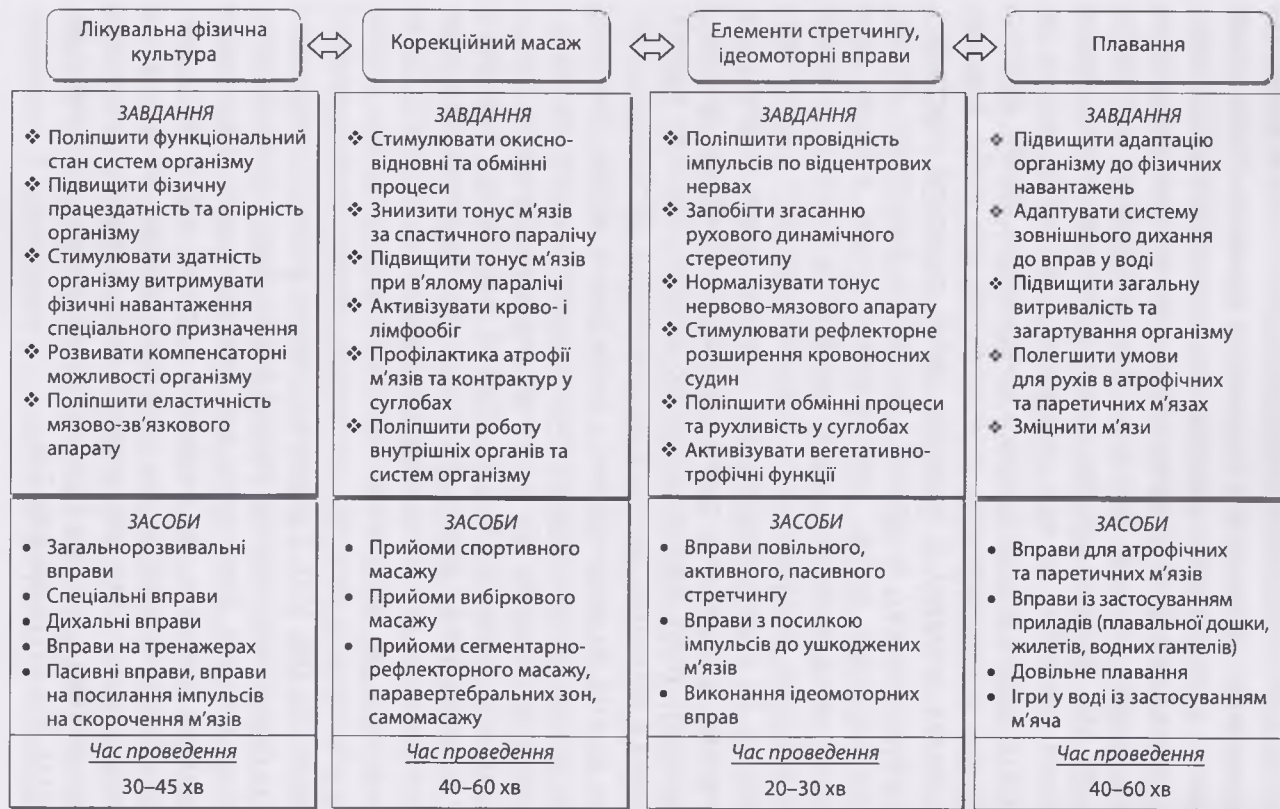 Лікувальна фізична
культура
Корекційний масаж
Елементи стретчингу,
ідеомоторні вправи
Плавання
ЗАВДАННЯ
❖ Поліпшити функціональний
стан систем організму
❖ Підвищити фізичну
працездатність та опірність
організму
❖ Стимулювати здатність
організму витримувати
фізичні навантаження
спеціального призначення
❖ Розвивати компенсаторні
можливості організму
❖ Поліпшити еластичність
мязово-зв'язкового
апарату
ЗАСОБИ
• Загальнорозвивальні
вправи
• Спеціальні вправи
• Дихальні вправи
• Вправи на тренажерах
• Пасивні вправи, вправи
на посилання імпульсів
на скорочення м'язів
Час проведення
30–45 хв
ЗАВДАННЯ
❖ Стимулювати окисно-
відновні та обмінні
процеси
❖ Зниизити тонус м'язів
за спастичного паралічу
❖ Підвищити тонус м'язів
при в'ялому паралічі
❖ Активізувати крово- і
лімфообіг
❖ Профілактика атрофії
м'язів та контрактур у
суглобах
❖ Поліпшити роботу
внутрішніх органів та
систем організму
ЗАСОБИ
• Прийоми спортивного
масажу
• Прийоми вибіркового
масажу
• Прийоми сегментарно-
рефлекторного масажу,
паравертебральних зон,
самомасажу
Час проведення
40–60 хв
ЗАВДАННЯ
❖ Поліпшити провідність
імпульсів по відцентрових
нервах
❖ Запобігти згасанню
рухового динамічного
стереотипу
❖ Нормалізувати тонус
нервово-мязового апарату
❖ Стимулювати рефлекторне
розширення кровоносних
судин
❖ Поліпшити обмінні процеси
та рухливість у суглобах
❖ Активізувати вегетативно-
трофічні функції
ЗАСОБИ
• Вправи повільного,
активного, пасивного
стретчингу
• Вправи з посилкою
імпульсів до ушкоджених
м'язів
• Виконання ідеомоторних
вправ
Час проведення
20–30 хв
ЗАВДАННЯ
❖ Підвищити адаптацію
організму до фізичних
навантажень
❖ Адаптувати систему
зовнішнього дихання
до вправ у воді
❖ Підвищити загальну
витривалість та
загартування організму
❖ Полегшити умови
для рухів в атрофічних
та паретичних м'язах
❖ Зміцнити м'язи
ЗАСОБИ
• Вправи для атрофічних
та паретичних м'язів
• Вправи із застосуванням
приладів (плавальної дошки,
жилетів, водних гантелів)
• Довільне плавання
• Ігри у воді із застосуванням
м'яча
Час проведення
40–60 хв